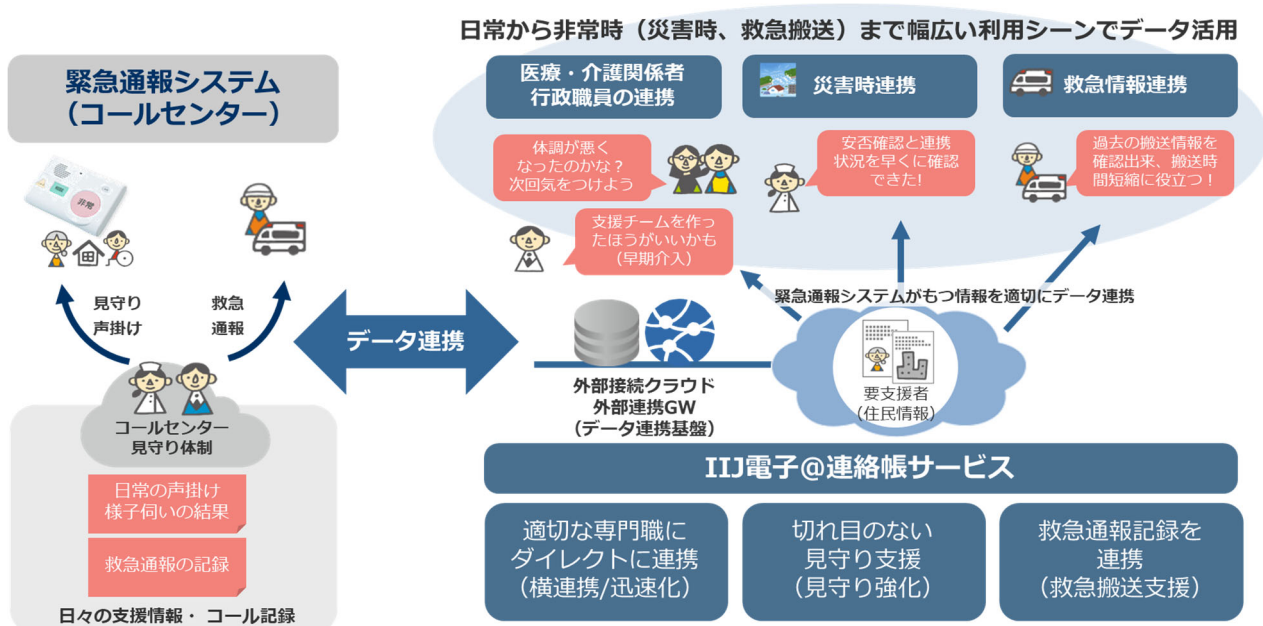 日常から非常時（災害時、救急搬送）まで幅広い利用シーンでデータ活用
緊急通報システム
（コールセンター）
非常
見守り
声掛け
救急
通報
コールセンター
見守り体制
日常の声掛け
様子伺いの結果
救急通報の記録
日々の支援情報・ コール記録
データ連携
医療・介護関係者
行政職員の連携
災害時連携
救急情報連携
体調が悪く
なったのかな？
次回気をつけよう
安否確認と連携
状況を早くに確認
できた!
過去の搬送情報を
確認出来、搬送時
間短縮に役立つ！
支援チームを作っ
たほうがいいかも
(早期介入)
緊急通報システムがもつ情報を適切にデータ連携
外部接続クラウド
外部連携GW
（データ連携基盤）
要支援者
（住民情報）
IIJ電子@連絡帳サービス
適切な専門職に
ダイレクトに連携
（横連携/迅速化）
切れ目のない
見守り支援
（見守り強化）
救急通報記録を
連携
（救急搬送支援）